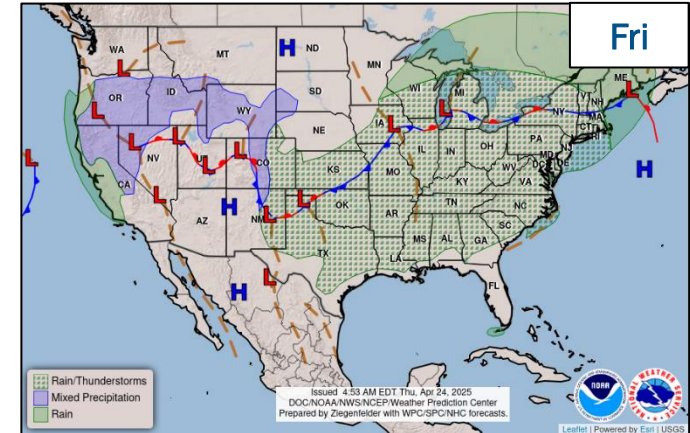 Fri
WA
MT
ND
MN
ME
H
L
OR
ID
WY
SD
WI
MI
VT
NH
NY
MA
CT
RI
L
L
L
L
L
L
L
NE
IA
IL
IN
OH
PA
NJ
MD
DE
DC
NV
U
CO
KS
MO
WV
VA
KY
H
CA
L
L
L
L
AZ
H
NM
OK
AR
TN
NC
SC
MS
AL
GA
TX
LA
L
L
L
FL
H
Rain/Thunderstorms
Mixed Precipitation
Rain
Issued 4:53 AM EDT Thu, Apr 24, 2025
DOC/NOAA/NWS/NCEP/Weather Prediction Center
Prepared by Ziegenfelder with WPC/SPC/NHC forecasts.
NOAA
Leaflet | Powered by Esri | USGS